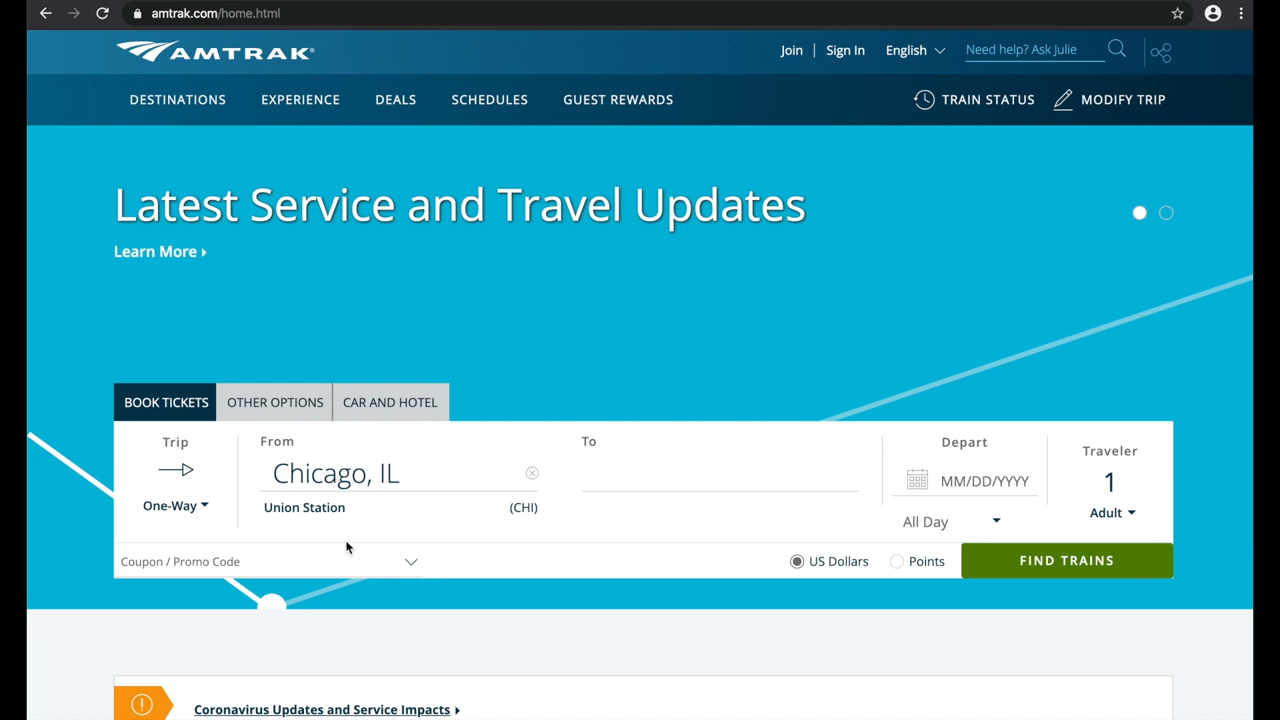 amtrak.com/home.html
AMTRAK
Join Sign In English Need help? Ask Julie
DESTINATIONS EXPERIENCE DEALS SCHEDULES GUEST REWARDS TRAIN STATUS MODIFY TRIP
Latest Service and Travel Updates
Learn More
BOOK TICKETS OTHER OPTIONS CAR AND HOTEL
Trip From To Depart Traveler
Chicago, IL MM/DD/YYYY 1
One-Way Union Station (CHI) All Day Adult
Coupon / Promo Code US Dollars Points FIND TRAINS
Coronavirus Updates and Service Impacts